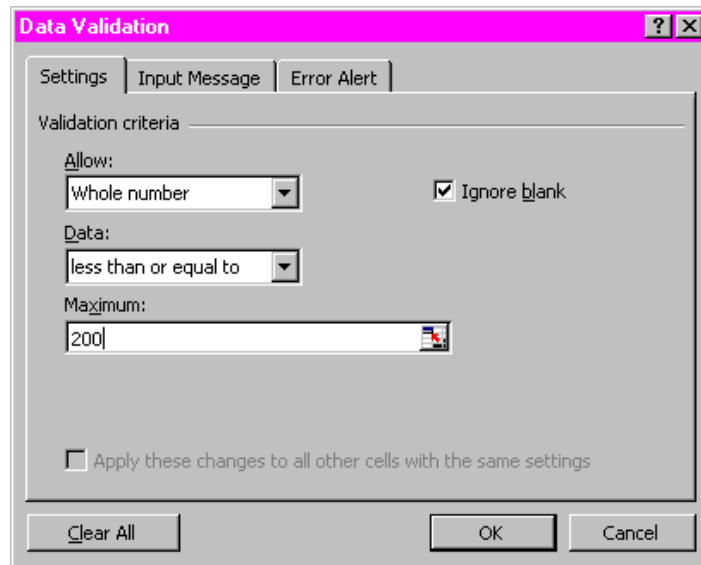 Data Validation
Settings Input Message Error Alert
Validation criteria
Allow:
Whole number
Ignore blank
Data:
less than or equal to
Maximum:
200
Apply these changes to all other cells with the same settings
Clear All OK Cancel